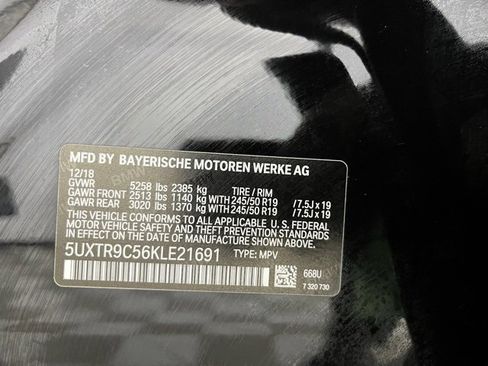 MFD BY BAYERISCHE MOTOREN WERKE AG
12/18
GVWR 5258 lbs 2385 kg TIRE / RIM
GAWR FRONT 2513 lbs 1140 kg 245/50 R19 /7.5J x 19
GAWR REAR 3020 lbs 1370 kg 245/50 R19 /7.5J x 19
THIS VEHICLE CONFORMS TO ALL APPLICABLE U.S. FEDERAL
MOTOR VEHICLE SAFETY, BUMPER, AND THEFT PREVENTION
STANDARDS IN EFFECT ON THE DATE OF MANUFACTURE SHOWN ABOVE.
5UXTR9C56KLE21691 TYPE: MPV
668U
7 320 730